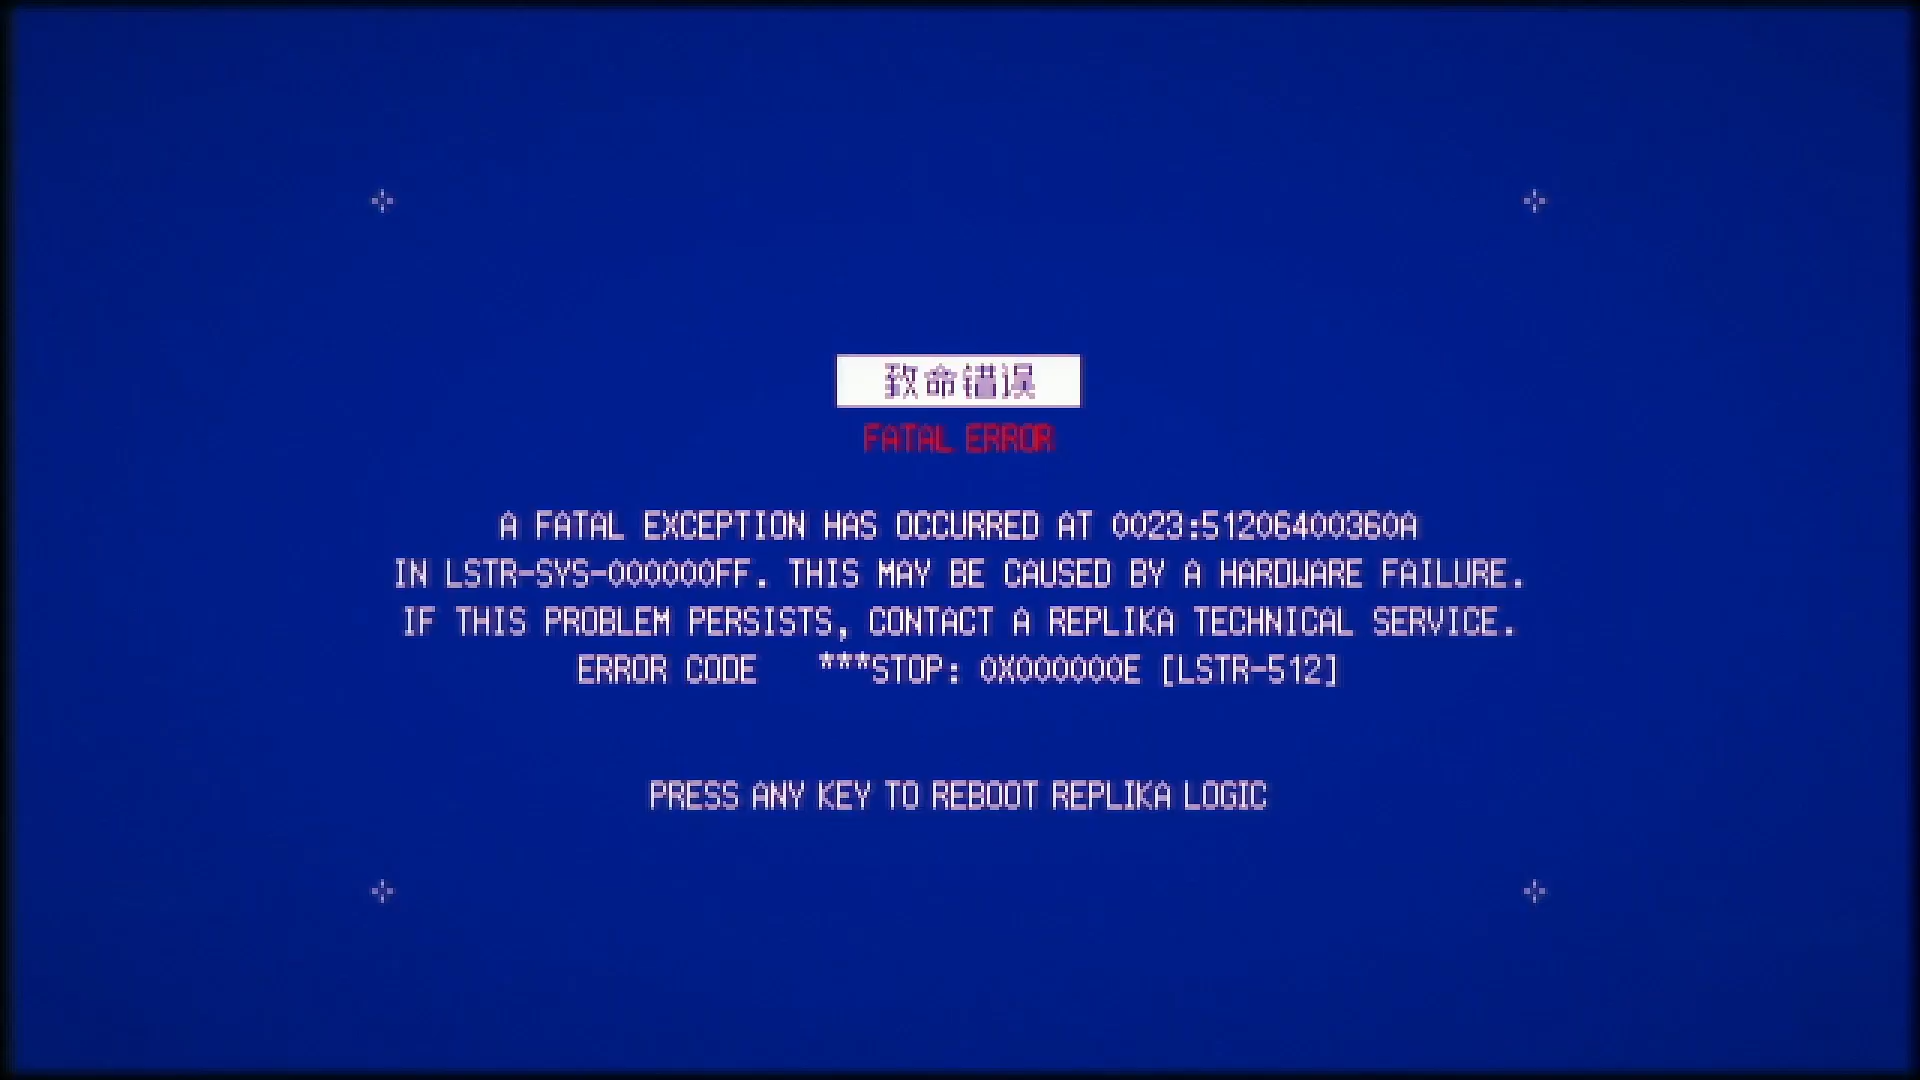 致命错误
FATAL ERROR
A FATAL EXCEPTION HAS OCCURRED AT 0023:51206400360A
IN LSTR-SYS-000000FF. THIS MAY BE CAUSED BY A HARDWARE FAILURE.
IF THIS PROBLEM PERSISTS, CONTACT A REPLIKA TECHNICAL SERVICE.
ERROR CODE ***STOP: 0X000000E [LSTR-512]
PRESS ANY KEY TO REBOOT REPLIKA LOGIC